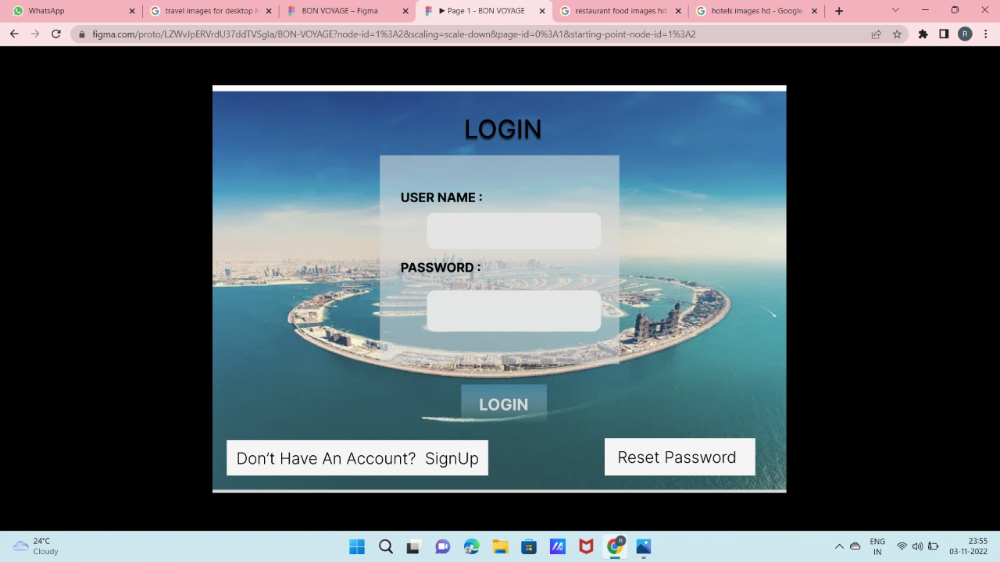 WhatsApp
travel images for desktop h
BON VOYAGE – Figma
Page 1 - BON VOYAGE
restaurant food images hd
hotels images hd - Google
figma.com/proto/LZWvJpERVrdU37ddTVSgIa/BON-VOYAGE?node-id=1%3A2&scaling=scale-down&page-id=0%3A1&starting-point-node-id=1%3A2
R
LOGIN
USER NAME :
PASSWORD :
LOGIN
Don’t Have An Account?  SignUp
Reset Password
24°C
Cloudy
R
ENG
IN
23:55
03-11-2022